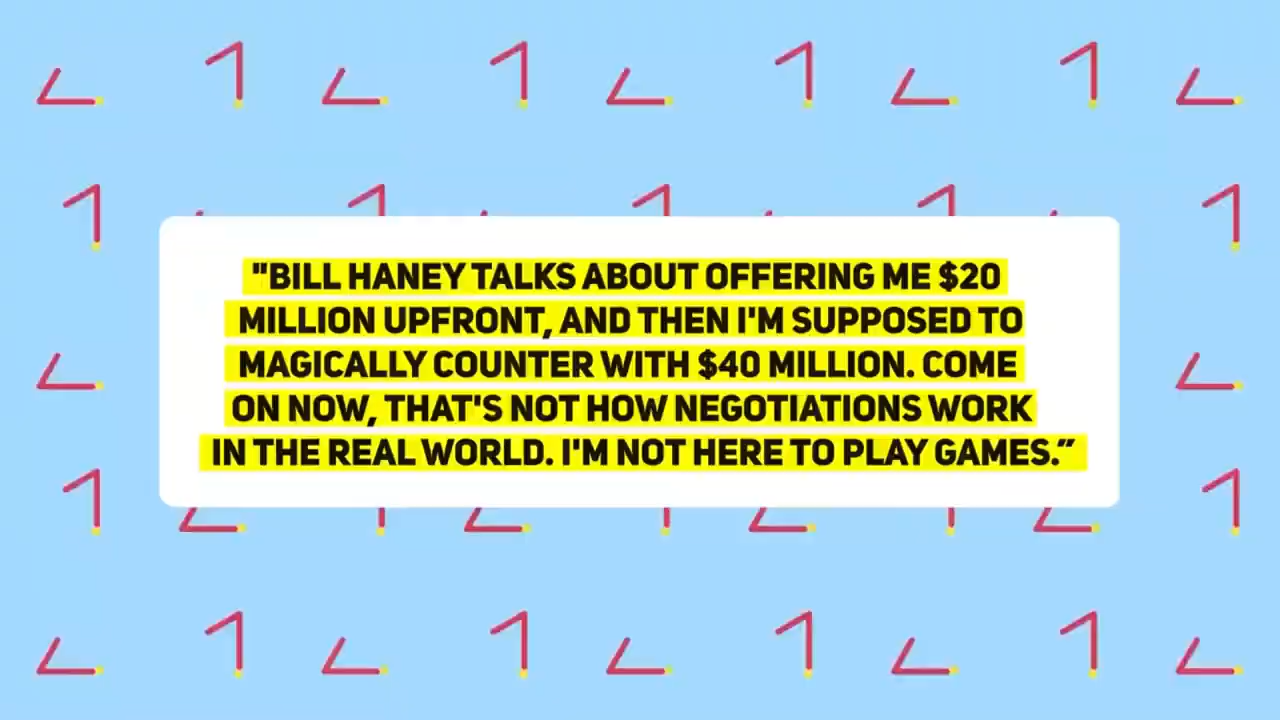 "BILL HANEY TALKS ABOUT OFFERING ME $20
MILLION UPFRONT, AND THEN I'M SUPPOSED TO
MAGICALLY COUNTER WITH $40 MILLION. COME
ON NOW, THAT'S NOT HOW NEGOTIATIONS WORK
IN THE REAL WORLD. I'M NOT HERE TO PLAY GAMES.”